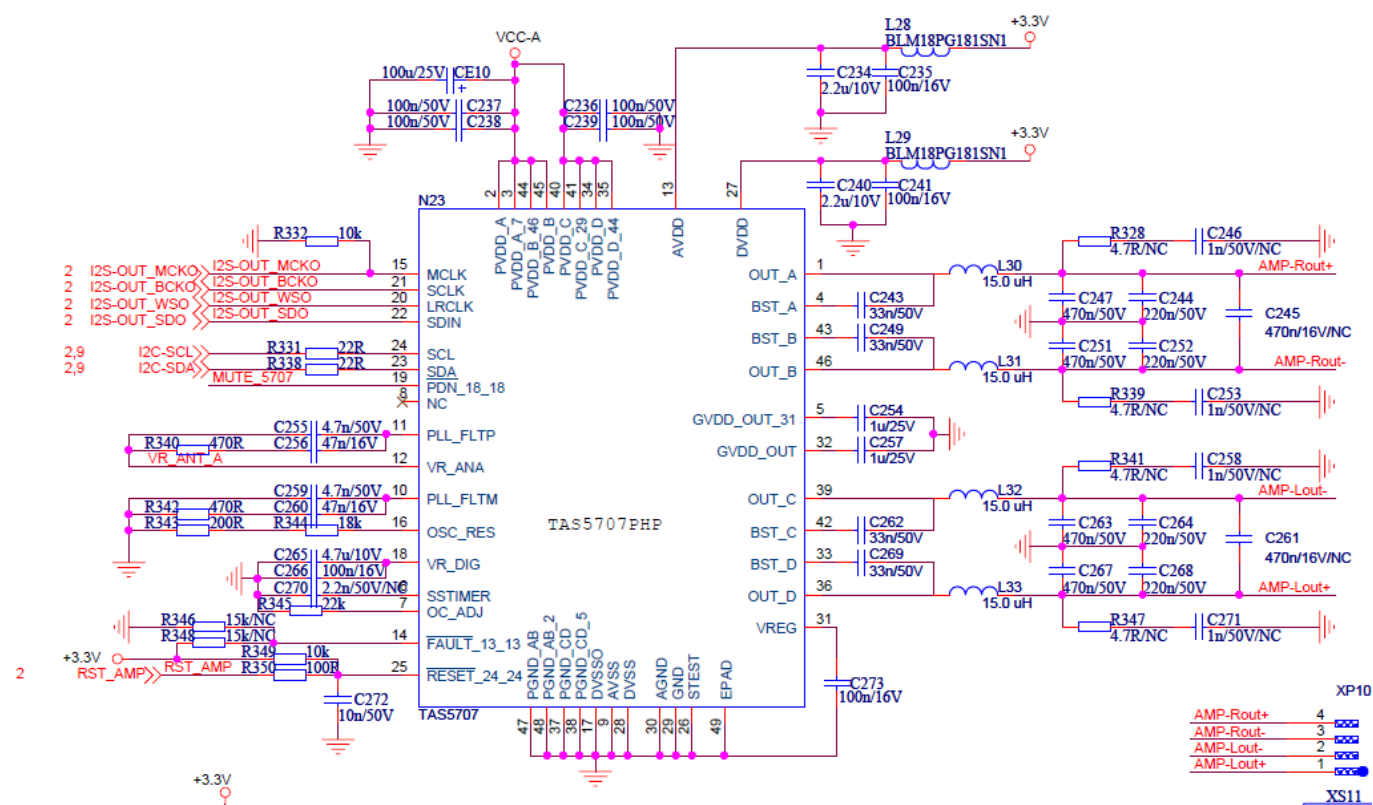 VCC-A
100u/25V CE10
100n/50V C237
100n/50V C238
C236 100n/50V
C239 100n/50V
L28
BLM18PG181SN1
+3.3V
C234
2.2u/10V
C235
100n/16V
L29
BLM18PG181SN1
+3.3V
C240
2.2u/10V
C241
100n/16V
N23
2 3 44 45 40 41 34 35 13 27
PVDD_A
PVDD_A_7
PVDD_B_46
PVDD_B
PVDD_C
PVDD_C_29
PVDD_D
PVDD_D_44
AVDD
DVDD
R332 10k
2 I2S-OUT_MCKO I2S-OUT_MCKO 15 MCLK
2 I2S-OUT_BCKO I2S-OUT_BCKO 21 SCLK
2 I2S-OUT_WSO I2S-OUT_WSO 20 LRCLK
2 I2S-OUT_SDO I2S-OUT_SDO 22 SDIN
2,9 I2C-SCL R331 22R 24 SCL
2,9 I2C-SDA R338 22R 23 SDA
MUTE_5707 19 PDN_18_18
8 NC
C255 4.7n/50V 11 PLL_FLTP
R340 470R C256 47n/16V
VR_ANT_A 12 VR_ANA
C259 4.7n/50V 10 PLL_FLTM
R342 470R C260 47n/16V
R343 200R R344 18k 16 OSC_RES
C265 4.7u/10V 18 VR_DIG
C266 100n/16V
C270 2.2n/50V/NC 6 SSTIMER
R345 22k 7 OC_ADJ
R346 15k/NC
R348 15k/NC 14 FAULT_13_13
+3.3V R349 10k
2 RST_AMP RST_AMP R350 100R 25 RESET_24_24
C272
10n/50V
TAS5707PHP
TAS5707
OUT_A 1 L30
15.0 uH
BST_A 4 C243
33n/50V
BST_B 43 C249
33n/50V
OUT_B 46 L31
15.0 uH
GVDD_OUT_31 5 C254
1u/25V
GVDD_OUT 32 C257
1u/25V
OUT_C 39 L32
15.0 uH
BST_C 42 C262
33n/50V
BST_D 33 C269
33n/50V
OUT_D 36 L33
15.0 uH
VREG 31
C273
100n/16V
R328
4.7R/NC
C246
1n/50V/NC
AMP-Rout+
C247
470n/50V
C244
220n/50V
C245
470n/16V/NC
C251
470n/50V
C252
220n/50V
AMP-Rout-
R339
4.7R/NC
C253
1n/50V/NC
R341
4.7R/NC
C258
1n/50V/NC
AMP-Lout-
C263
470n/50V
C264
220n/50V
C261
470n/16V/NC
C267
470n/50V
C268
220n/50V
AMP-Lout+
R347
4.7R/NC
C271
1n/50V/NC
PGND_AB
PGND_AB_2
PGND_CD
PGND_CD_5
DVSSO
AVSS
DVSS
AGND
GND
STEST
EPAD
47 48 37 38 17 9 28 30 29 26 49
XP10
AMP-Rout+ 4
AMP-Rout- 3
AMP-Lout- 2
AMP-Lout+ 1
XS11
+3.3V